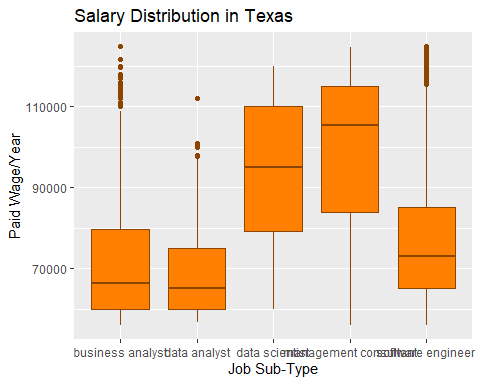 Salary Distribution in Texas
110000
90000
70000
Paid Wage/Year
business analyst data analyst data scientist management consultant software engineer
Job Sub-Type